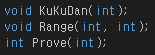 void KuKuDan(int);
void Range(int, int);
int Prove(int);